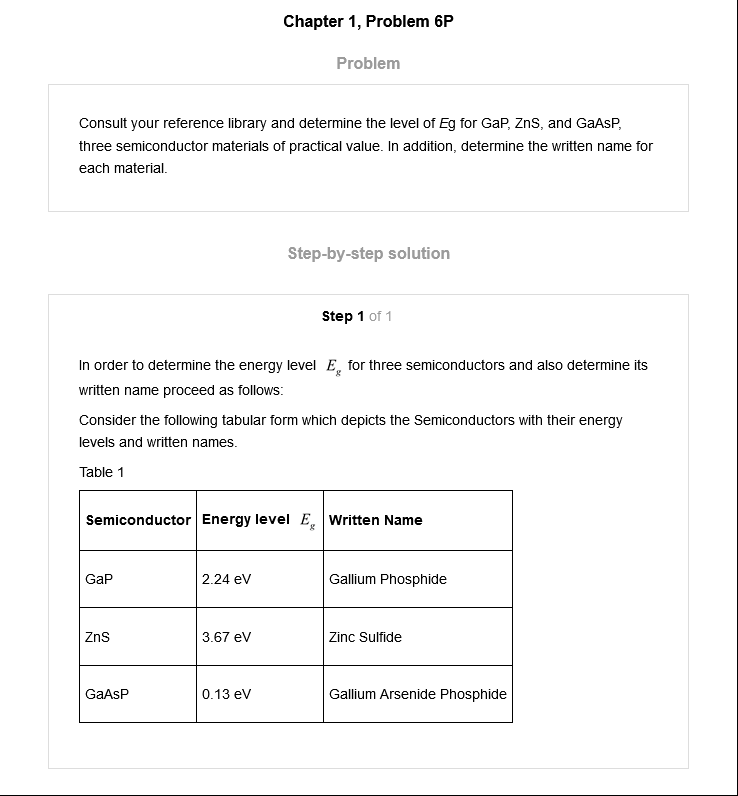 Chapter 1, Problem 6P
Problem
Consult your reference library and determine the level of Eg for GaP, ZnS, and GaAsP,
three semiconductor materials of practical value. In addition, determine the written name for
each material.
Step-by-step solution
Step 1 of 1
In order to determine the energy level Eg for three semiconductors and also determine its
written name proceed as follows:
Consider the following tabular form which depicts the Semiconductors with their energy
levels and written names.
Table 1
Semiconductor Energy level Eg Written Name
GaP 2.24 eV Gallium Phosphide
ZnS 3.67 eV Zinc Sulfide
GaAsP 0.13 eV Gallium Arsenide Phosphide